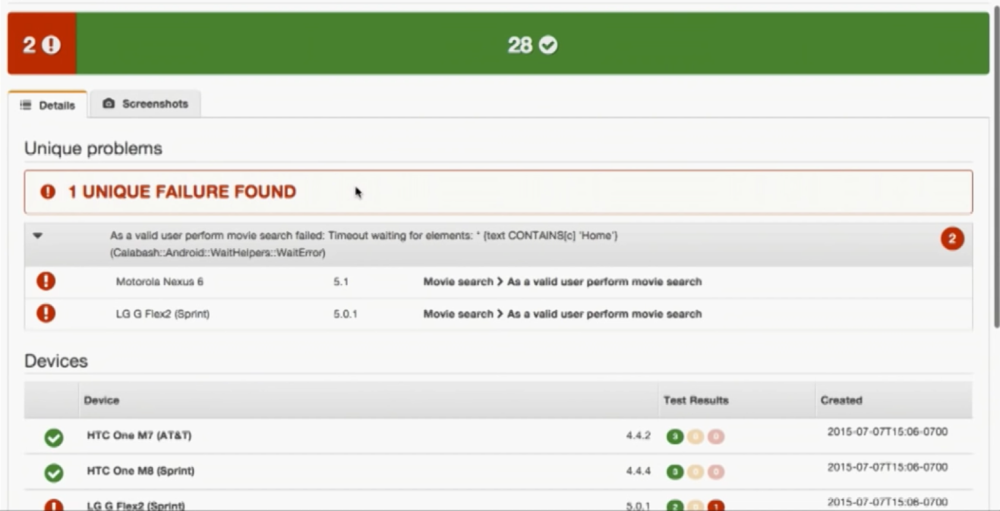 2
28
Details
Screenshots
Unique problems
1 UNIQUE FAILURE FOUND
As a valid user perform movie search failed: Timeout waiting for elements: * {text CONTAINS[c] 'Home'}
(Calabash::Android::WaitHelpers::WaitError)
2
Motorola Nexus 6 5.1 Movie search > As a valid user perform movie search
LG G Flex2 (Sprint) 5.0.1 Movie search > As a valid user perform movie search
Devices
Device Test Results Created
HTC One M7 (AT&T) 4.4.2 3 0 0 2015-07-07T15:06-0700
HTC One M8 (Sprint) 4.4.4 3 0 0 2015-07-07T15:06-0700
LG G Flex2 (Sprint) 5.0.1 2 0 1 2015-07-07T15:06-0700